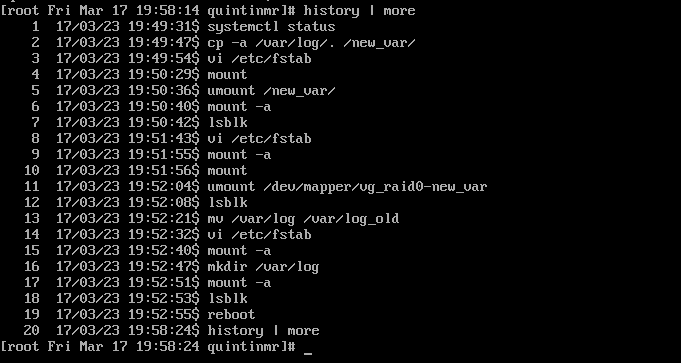 [root Fri Mar 17 19:58:14 quintinmr]# history | more
1 17/03/23 19:49:31$ systemctl status
2 17/03/23 19:49:47$ cp -a /var/log/. /new_var/
3 17/03/23 19:49:54$ vi /etc/fstab
4 17/03/23 19:50:29$ mount
5 17/03/23 19:50:36$ umount /new_var/
6 17/03/23 19:50:40$ mount -a
7 17/03/23 19:50:42$ lsblk
8 17/03/23 19:51:43$ vi /etc/fstab
9 17/03/23 19:51:55$ mount -a
10 17/03/23 19:51:56$ mount
11 17/03/23 19:52:04$ umount /dev/mapper/vg_raid0-new_var
12 17/03/23 19:52:08$ lsblk
13 17/03/23 19:52:21$ mv /var/log /var/log_old
14 17/03/23 19:52:32$ vi /etc/fstab
15 17/03/23 19:52:40$ mount -a
16 17/03/23 19:52:47$ mkdir /var/log
17 17/03/23 19:52:51$ mount -a
18 17/03/23 19:52:53$ lsblk
19 17/03/23 19:52:55$ reboot
20 17/03/23 19:58:24$ history | more
[root Fri Mar 17 19:58:24 quintinmr]# _